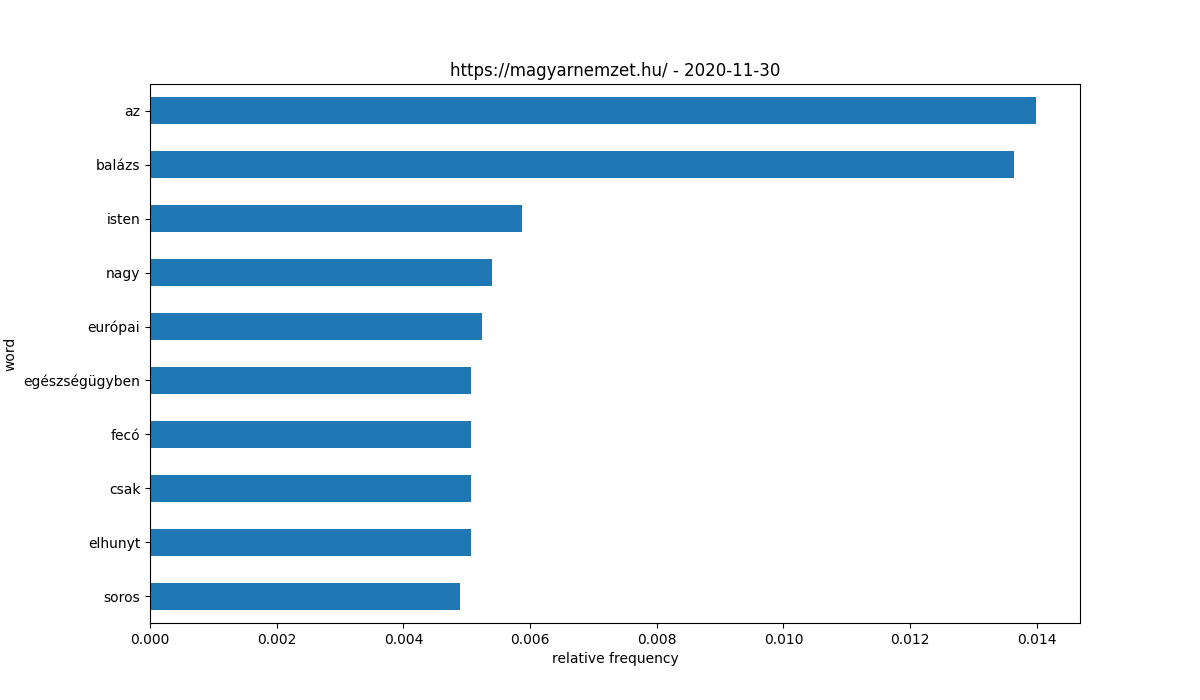 https://magyarnemzet.hu/ - 2020-11-30
az
balázs
isten
nagy
európai
egészségügyben
fecó
csak
elhunyt
soros
word
0.000 0.002 0.004 0.006 0.008 0.010 0.012 0.014
relative frequency